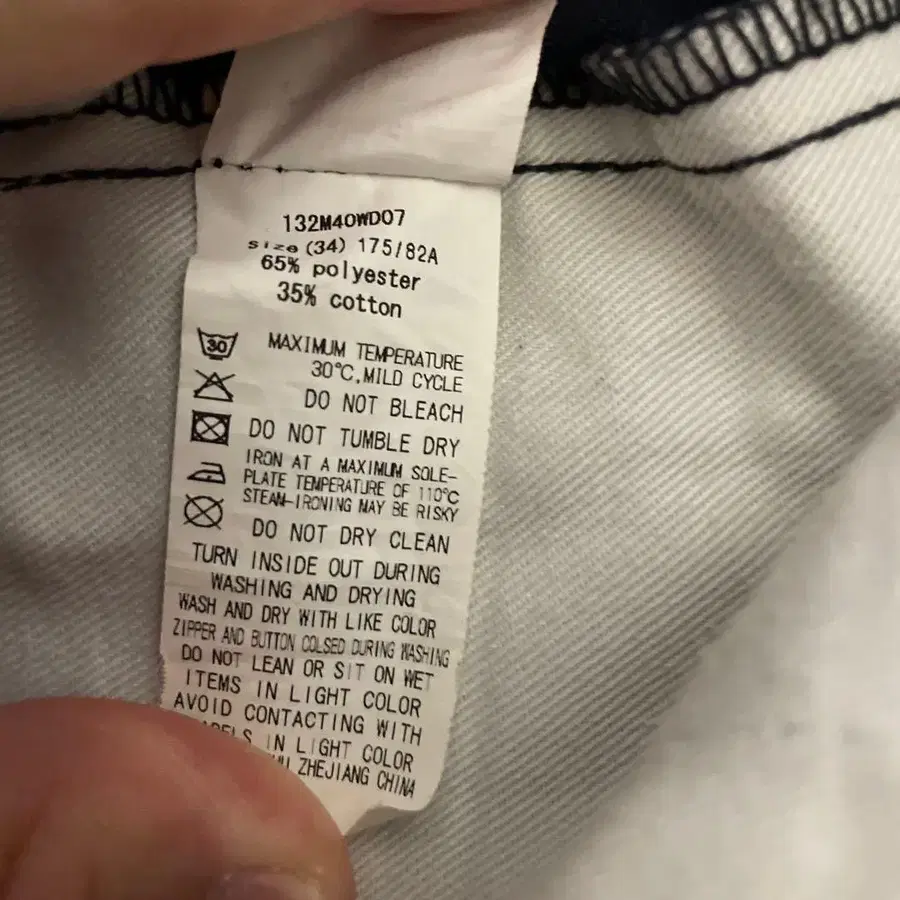 132M40WD07
size (34) 175/82A
65% polyester
35% cotton
30
MAXIMUM TEMPERATURE
30℃,MILD CYCLE
DO NOT BLEACH
DO NOT TUMBLE DRY
IRON AT A MAXIMUM SOLE-
PLATE TEMPERATURE OF 110℃
STEAM-IRONING MAY BE RISKY
DO NOT DRY CLEAN
TURN INSIDE OUT DURING
WASHING AND DRYING
WASH AND DRY WITH LIKE COLOR
ZIPPER AND BUTTON COLSED DURING WASHING
DO NOT LEAN OR SIT ON WET
ITEMS IN LIGHT COLOR
AVOID CONTACTING WITH
IN LIGHT COLOR
ZHEJIANG CHINA